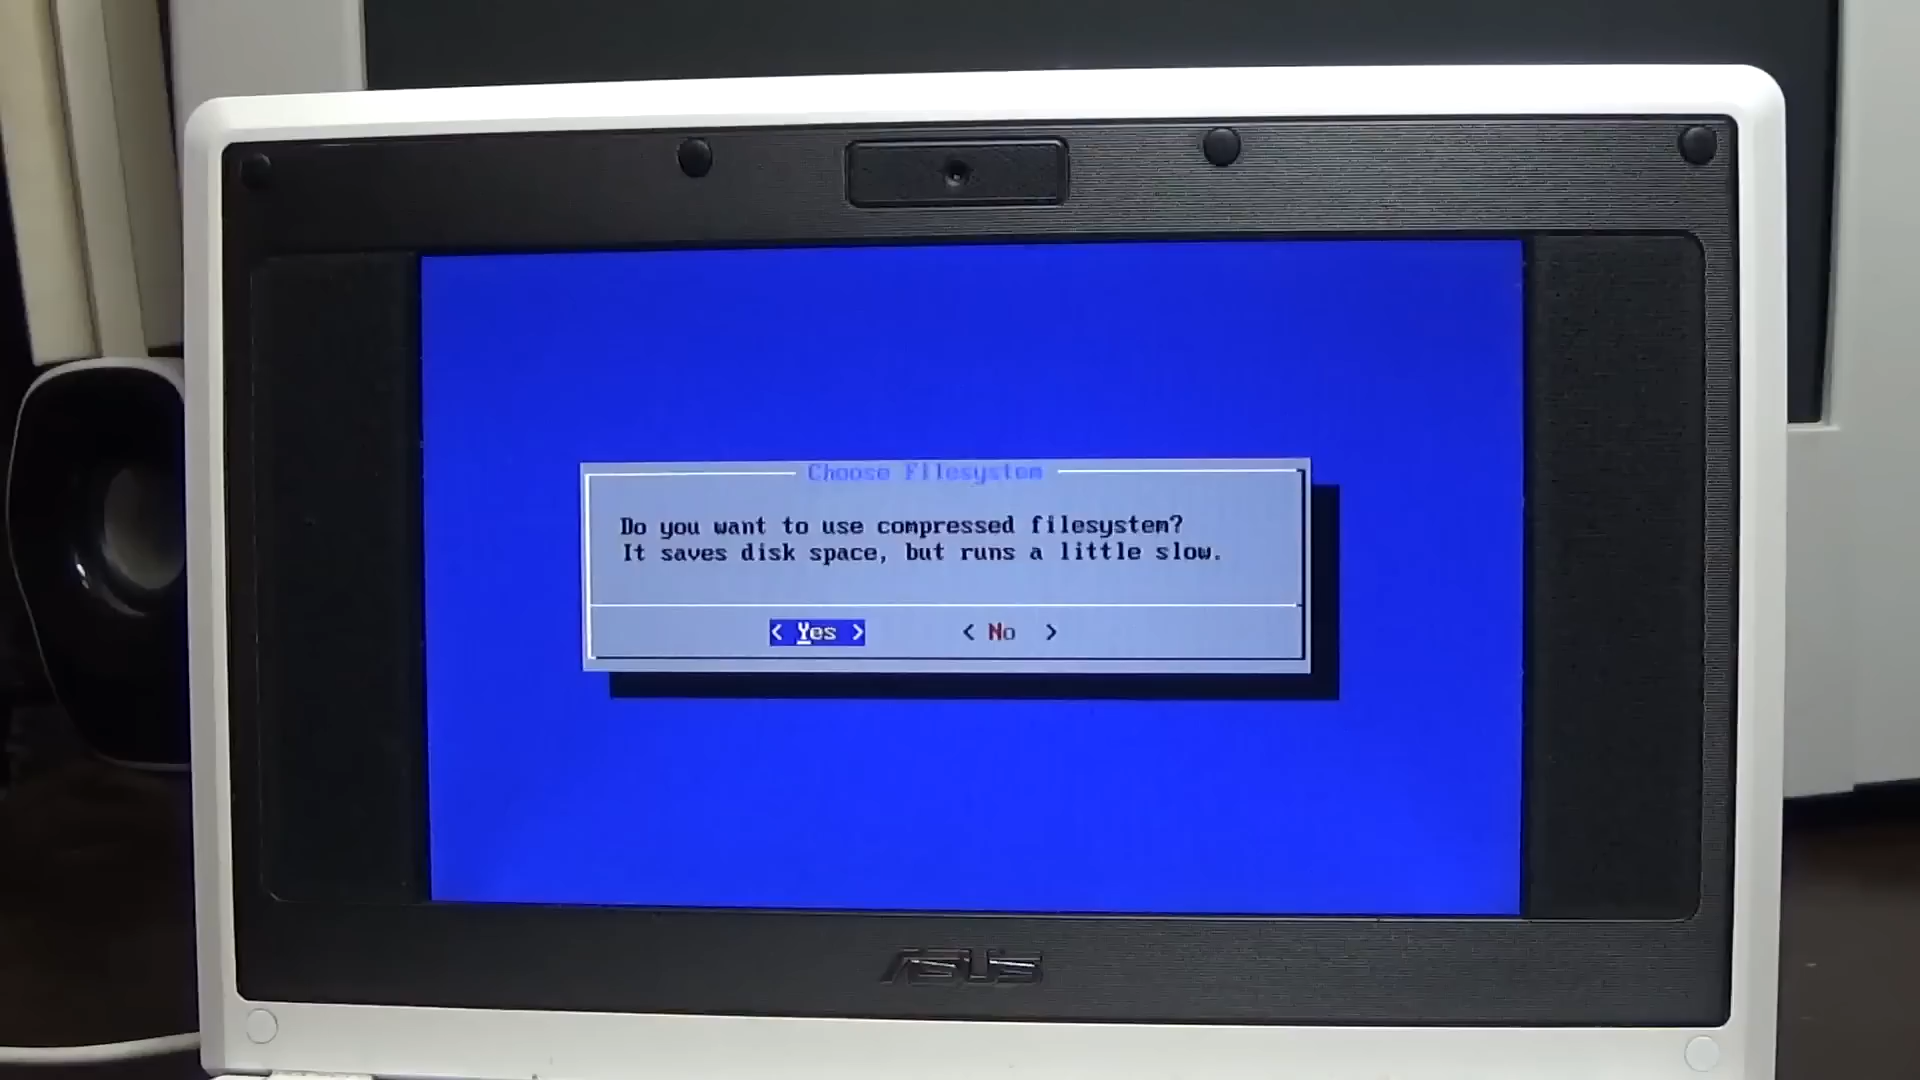 Choose Filesystem
Do you want to use compressed filesystem?
It saves disk space, but runs a little slow.
< Yes > < No >
ASUS